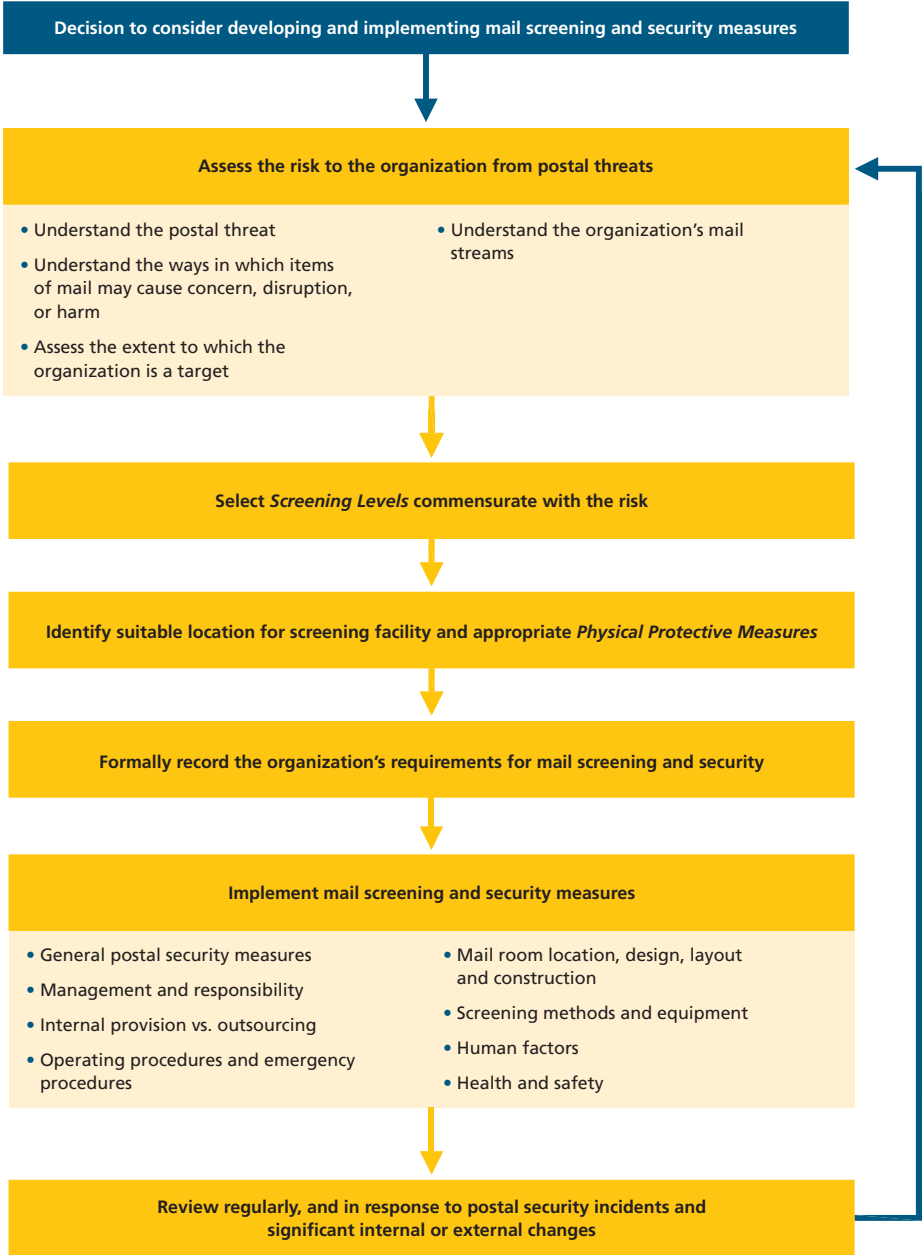 Decision to consider developing and implementing mail screening and security measures
Assess the risk to the organization from postal threats
• Understand the postal threat
• Understand the ways in which items
of mail may cause concern, disruption,
or harm
• Assess the extent to which the
organization is a target
• Understand the organization’s mail
streams
Select Screening Levels commensurate with the risk
Identify suitable location for screening facility and appropriate Physical Protective Measures
Formally record the organization’s requirements for mail screening and security
Implement mail screening and security measures
• General postal security measures
• Management and responsibility
• Internal provision vs. outsourcing
• Operating procedures and emergency
procedures
• Mail room location, design, layout
and construction
• Screening methods and equipment
• Human factors
• Health and safety
Review regularly, and in response to postal security incidents and
significant internal or external changes